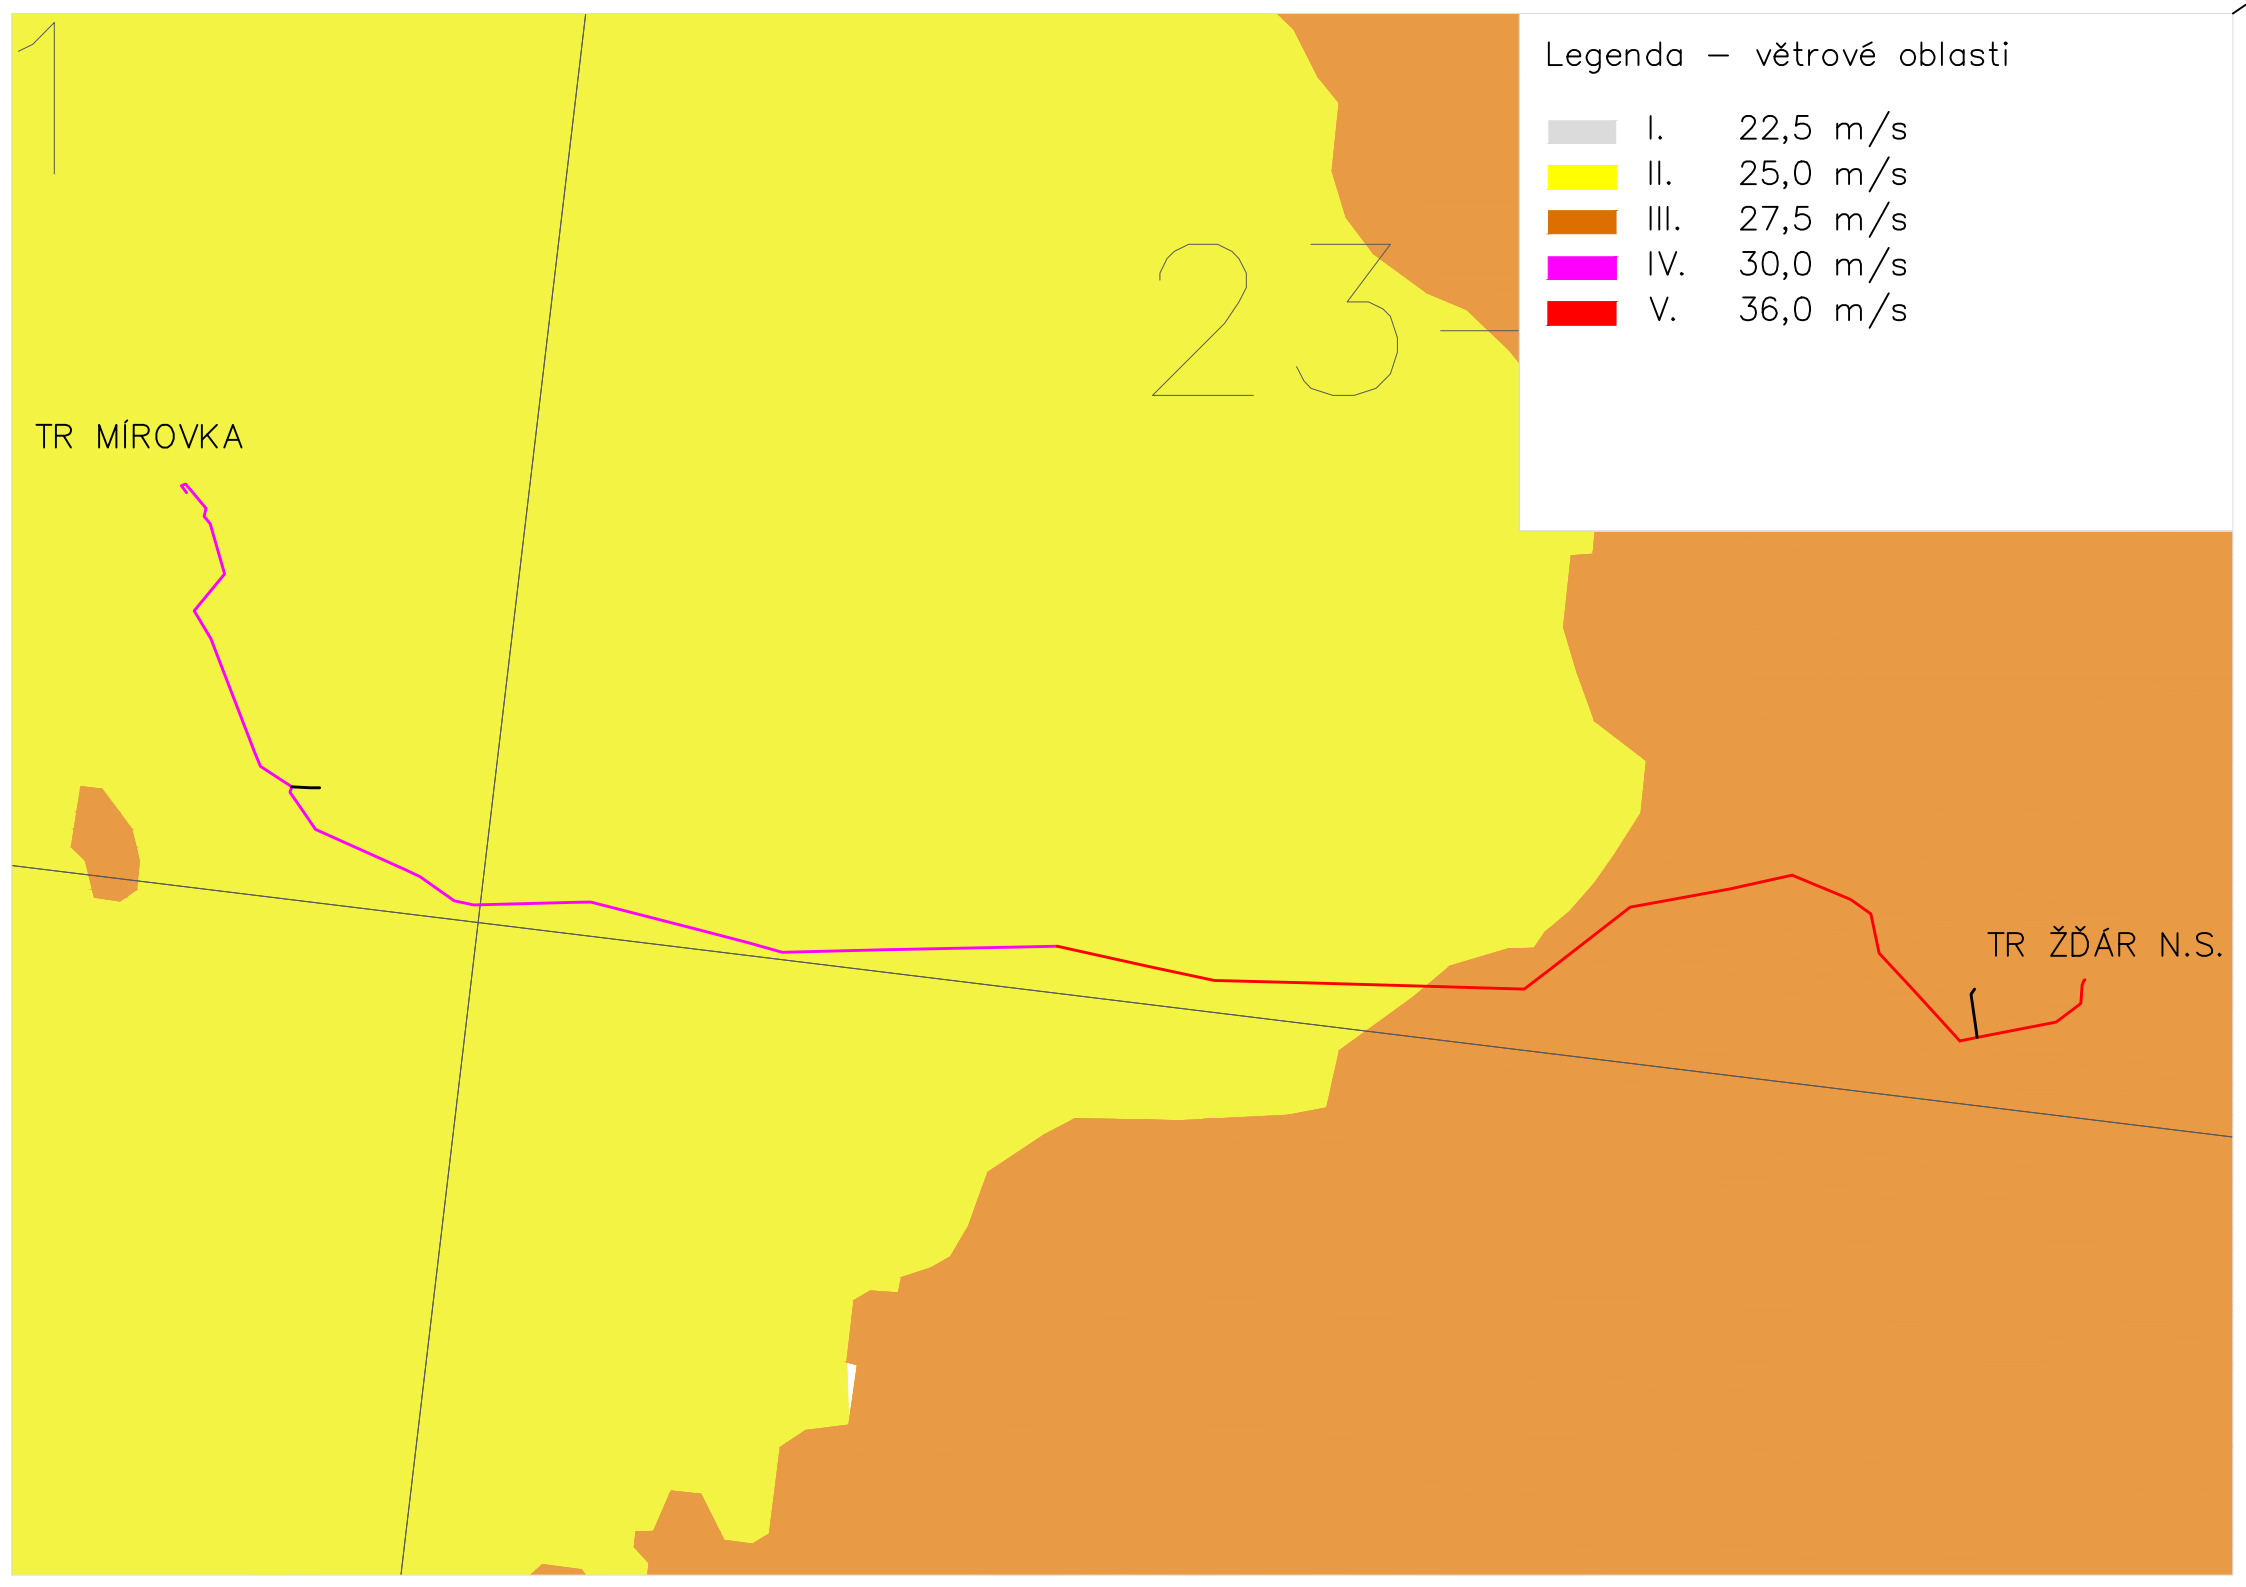 1
Legenda – větrové oblasti
I. 22,5 m/s
II. 25,0 m/s
III. 27,5 m/s
IV. 30,0 m/s
V. 36,0 m/s
23-
TR MÍROVKA
TR ŽĎÁR N.S.